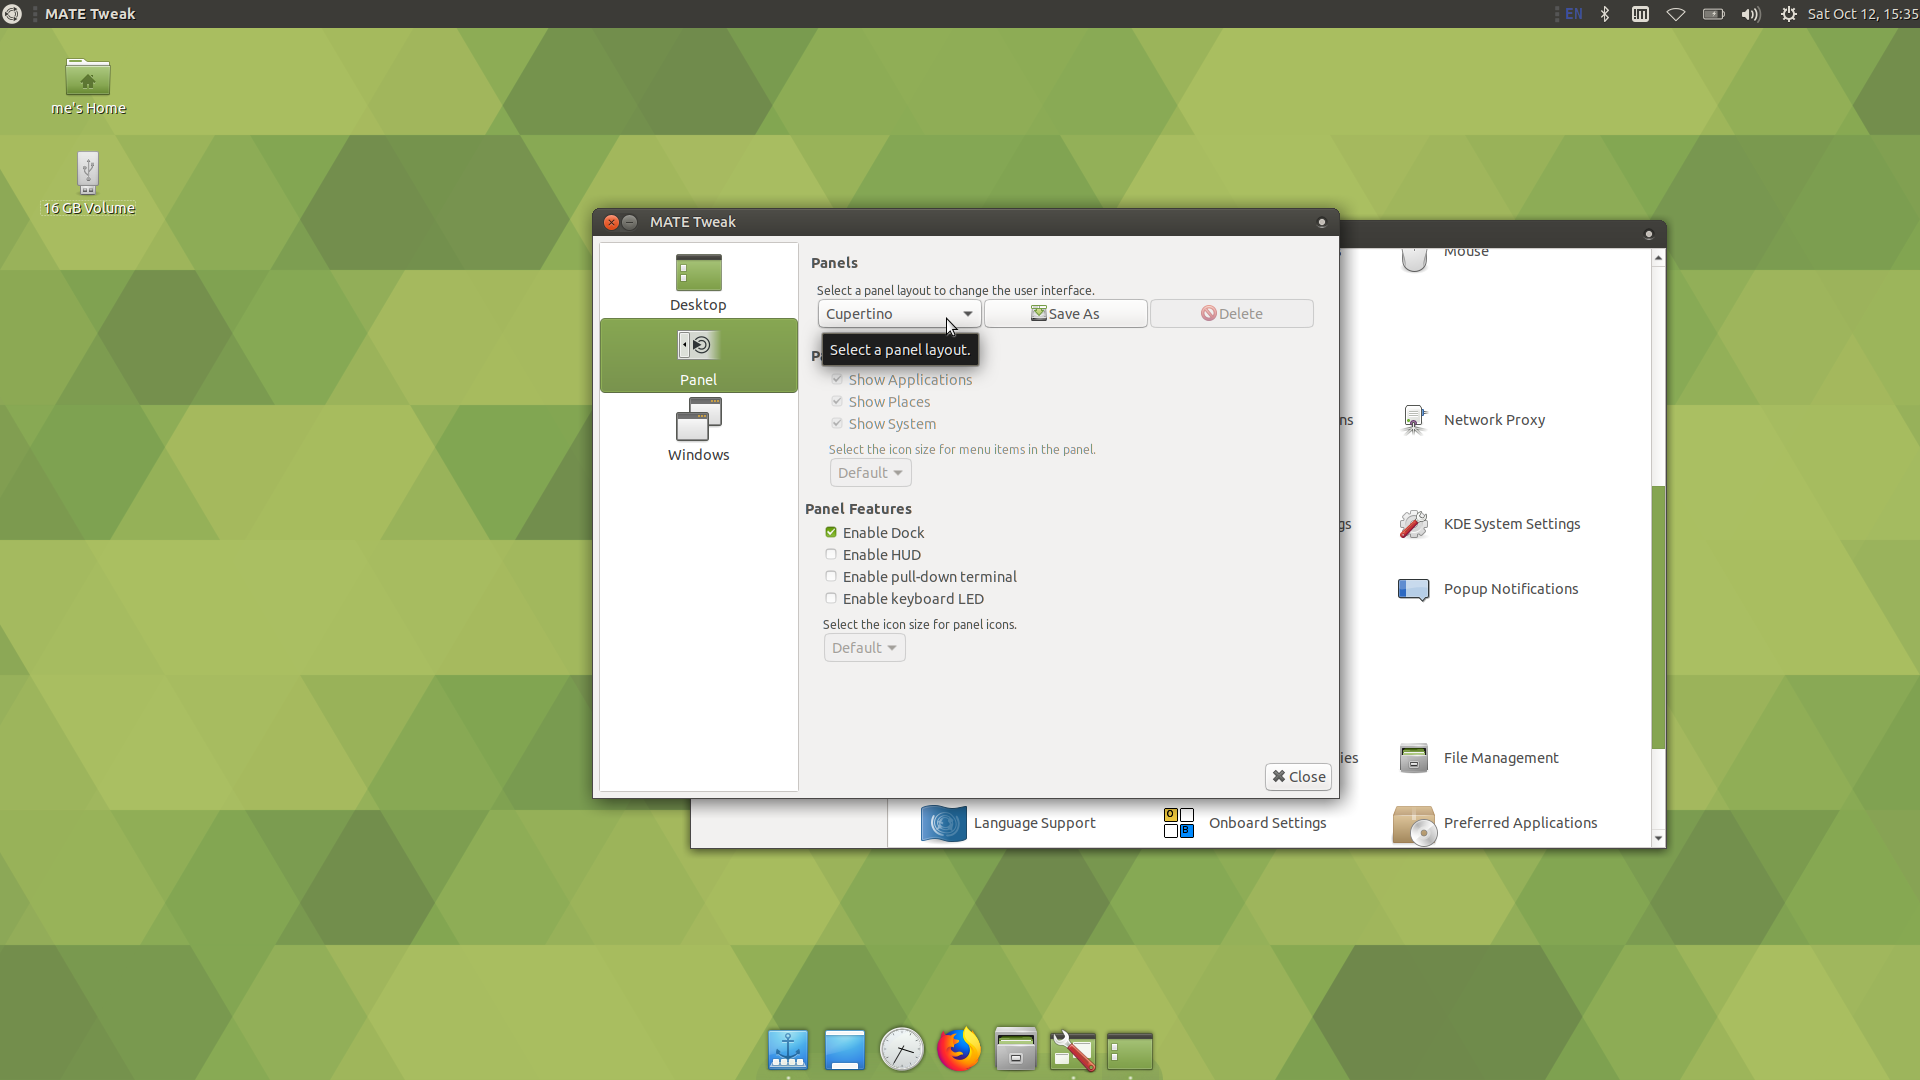 MATE Tweak
EN
Sat Oct 12, 15:35
me's Home
16 GB Volume
MATE Tweak
Desktop
Panel
Windows
Panels
Select a panel layout to change the user interface.
Cupertino
Save As
Delete
Select a panel layout.
Show Applications
Show Places
Show System
Select the icon size for menu items in the panel.
Default
Panel Features
Enable Dock
Enable HUD
Enable pull-down terminal
Enable keyboard LED
Select the icon size for panel icons.
Default
Close
Mouse
Network Proxy
KDE System Settings
Popup Notifications
File Management
Language Support
Onboard Settings
Preferred Applications